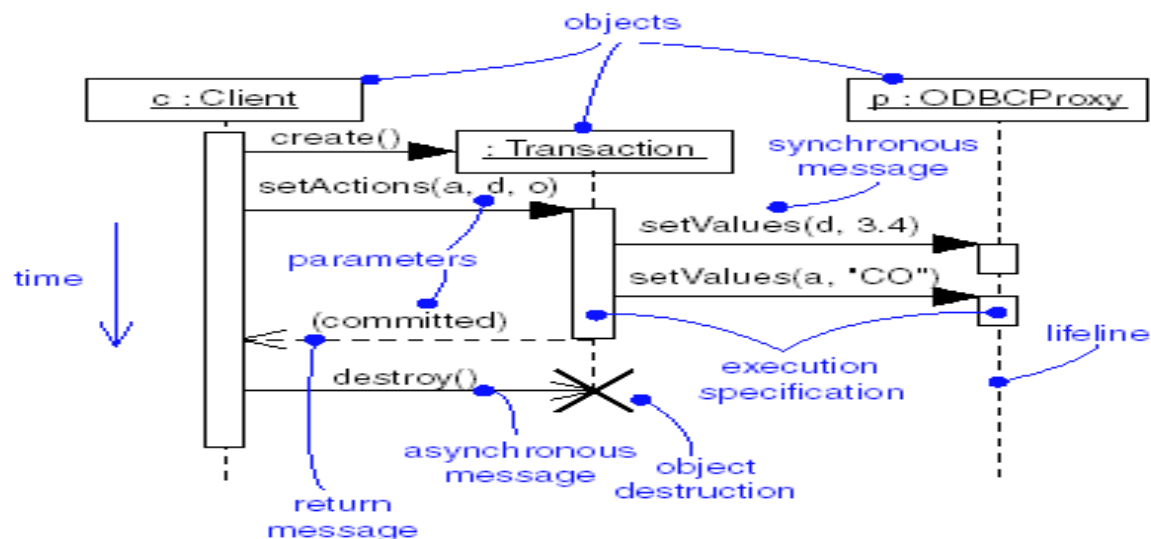 objects
c : Client
p : ODBCProxy
create()
: Transaction
synchronous
message
setActions(a, d, o)
setValues(d, 3.4)
parameters
time
setValues(a, "CO")
(committed)
lifeline
execution
specification
destroy()
asynchronous
message
object
destruction
return
message